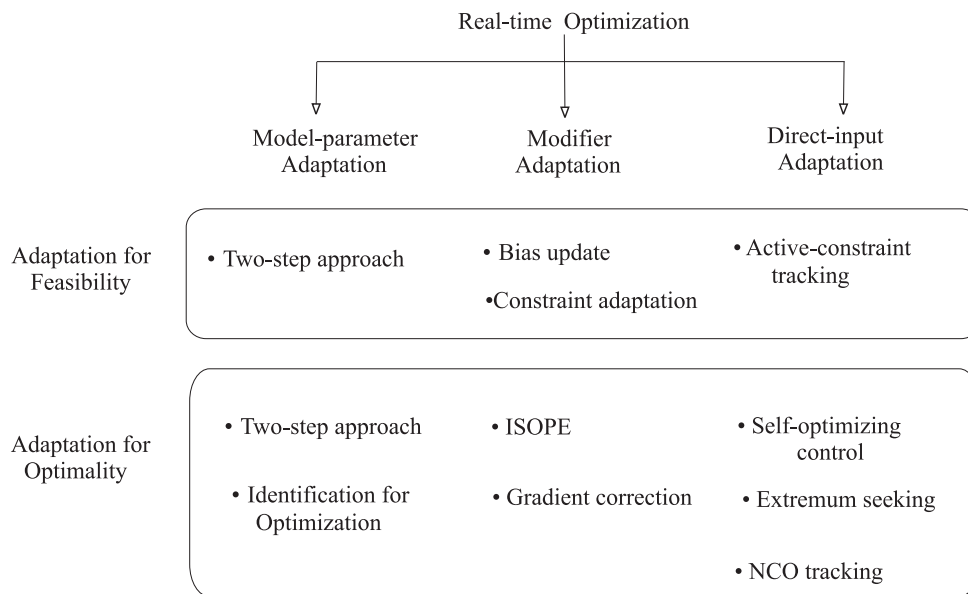 Real-time Optimization
Model-parameter
Adaptation
Modifier
Adaptation
Direct-input
Adaptation
Adaptation for
Feasibility
• Two-step approach
• Bias update
•Constraint adaptation
• Active-constraint
tracking
Adaptation for
Optimality
• Two-step approach
• Identification for
Optimization
• ISOPE
• Gradient correction
• Self-optimizing
control
• Extremum seeking
• NCO tracking